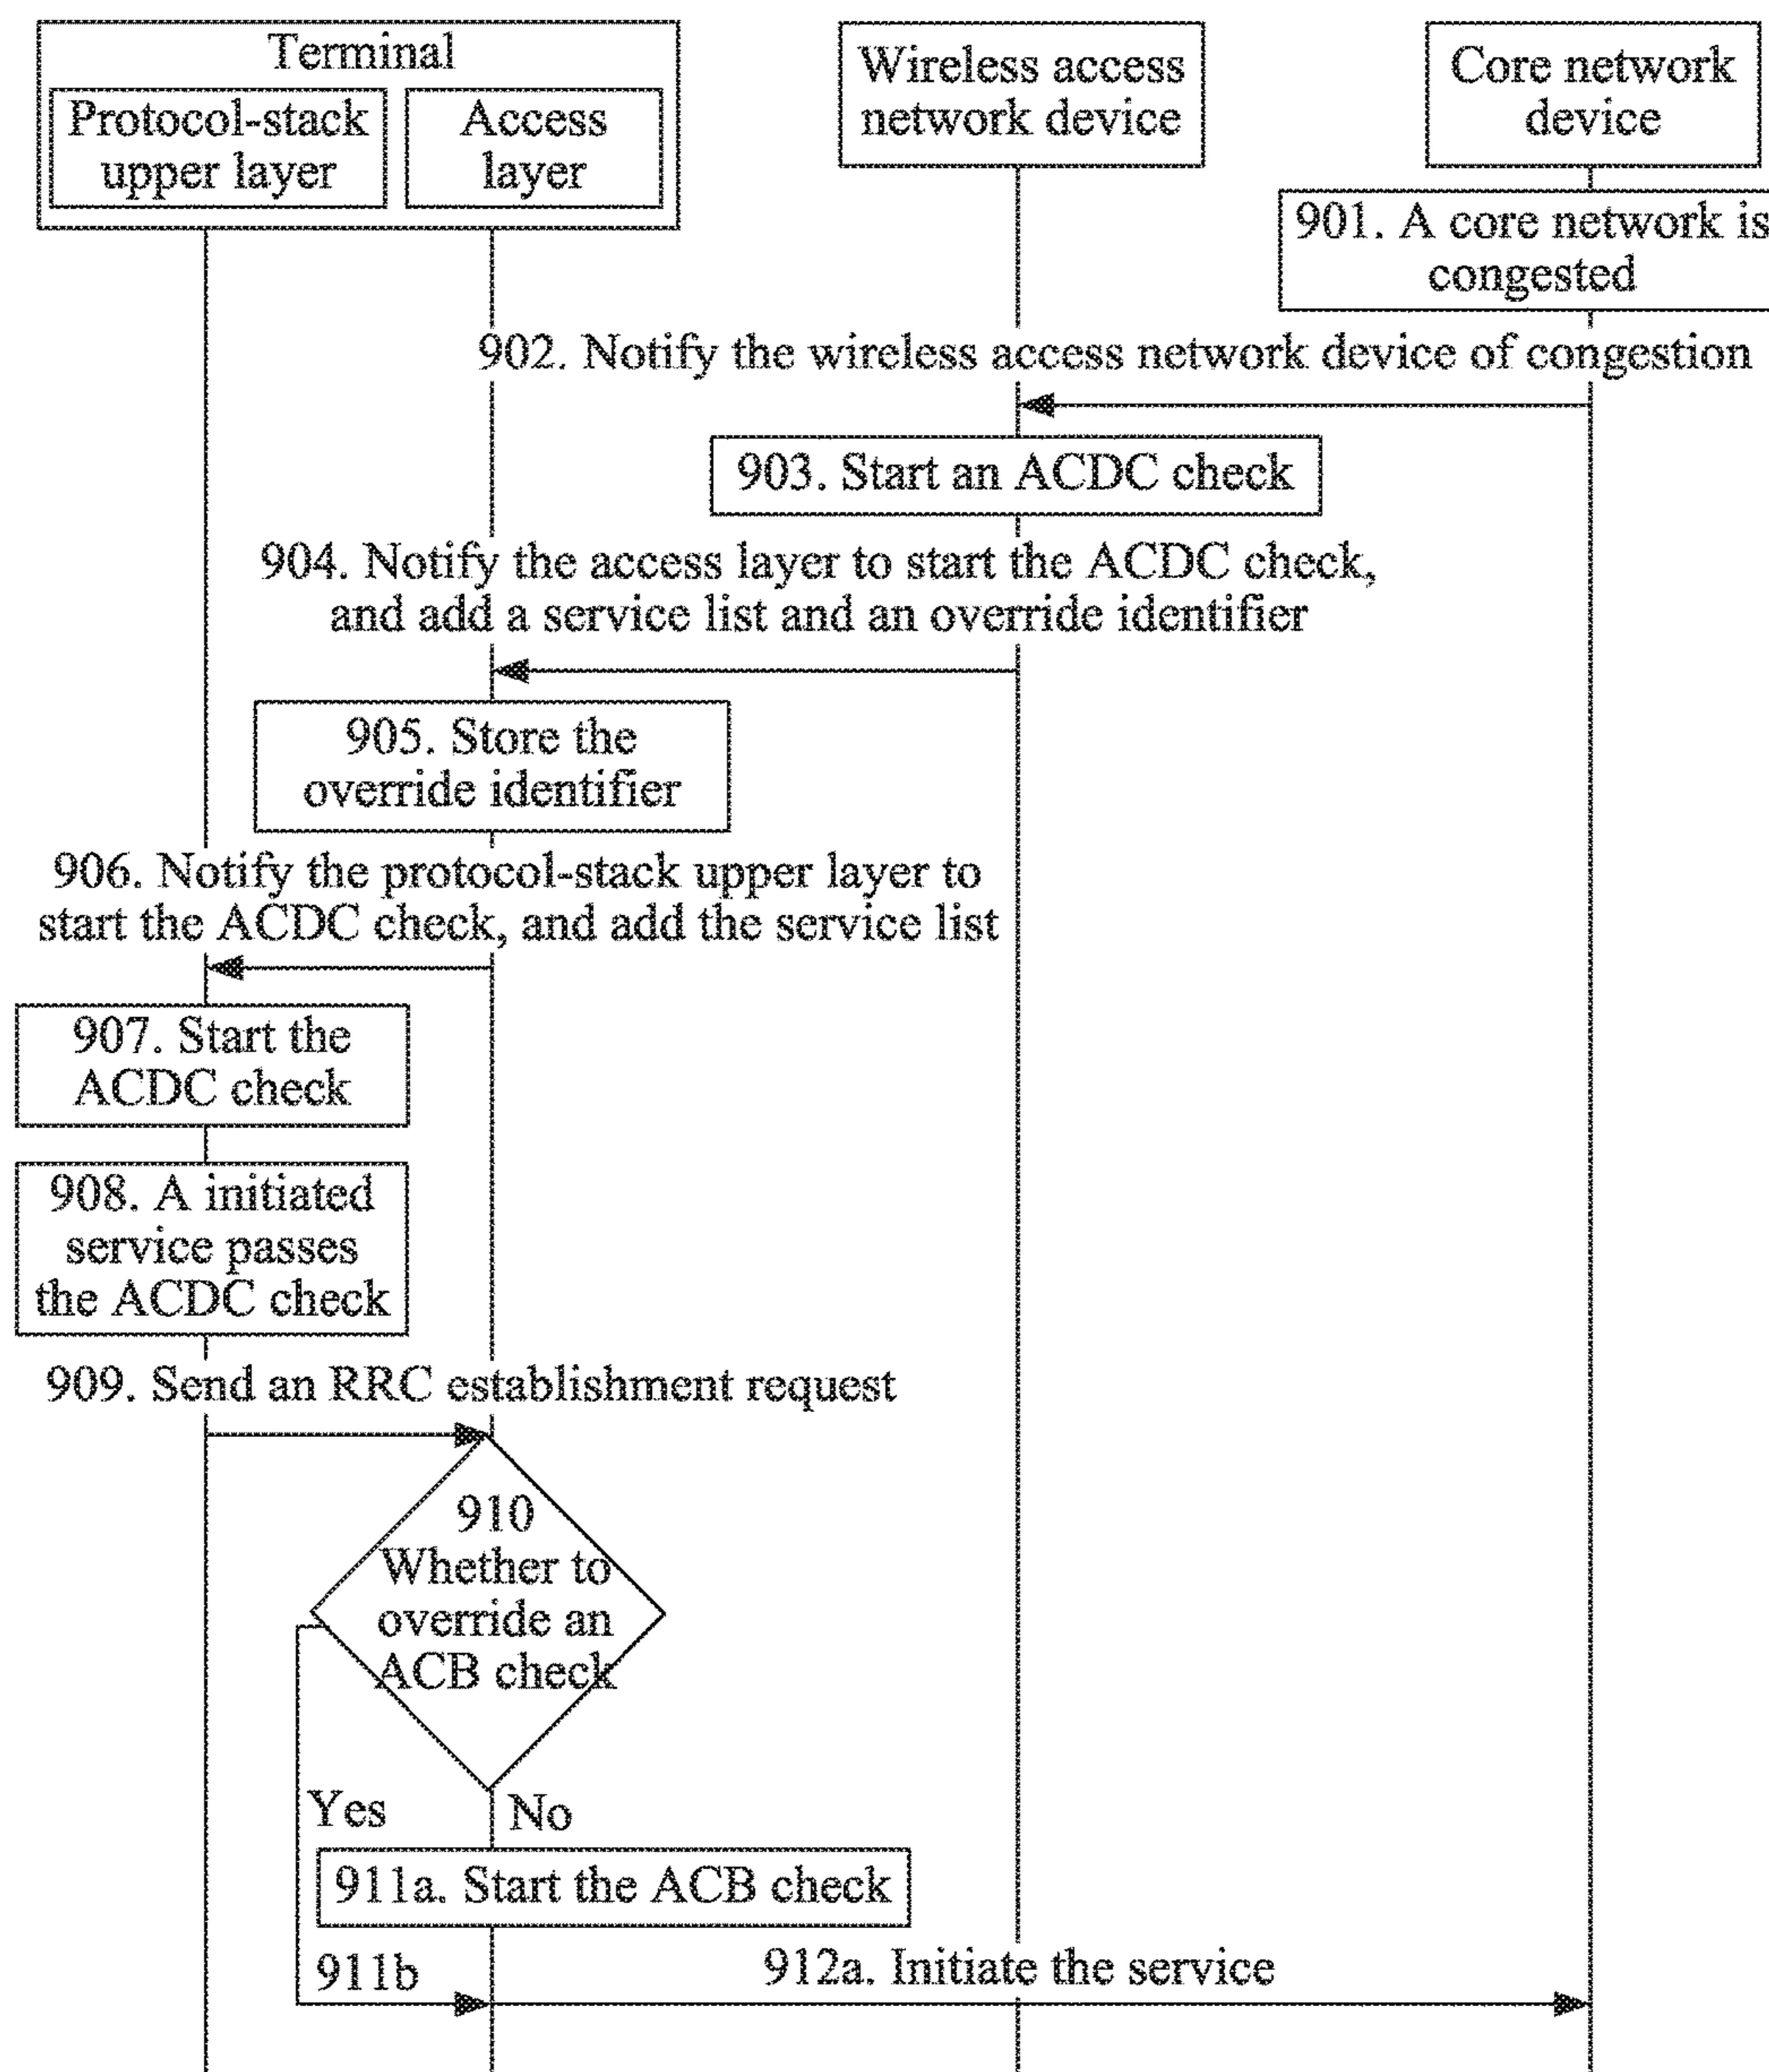 Terminal
Protocol-stack
upper layer
Access
layer
Wireless access
network device
Core network
device
901. A core network is
congested
902. Notify the wireless access network device of congestion
903. Start an ACDC check
904. Notify the access layer to start the ACDC check,
and add a service list and an override identifier
905. Store the
override identifier
906. Notify the protocol-stack upper layer to
start the ACDC check, and add the service list
907. Start the
ACDC check
908. A initiated
service passes
the ACDC check
909. Send an RRC establishment request
910
Whether to
override an
ACB check
Yes
No
911a. Start the ACB check
911b
912a. Initiate the service